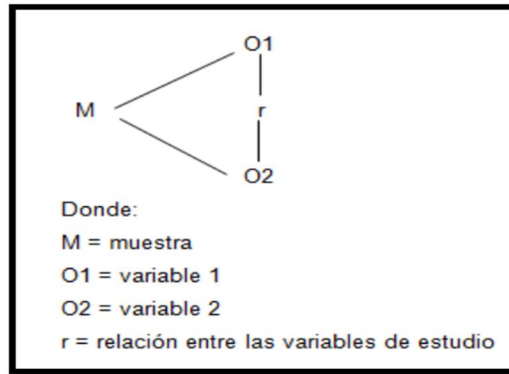 O1
M
r
O2
Donde:
M = muestra
O1 = variable 1
O2 = variable 2
r = relación entre las variables de estudio